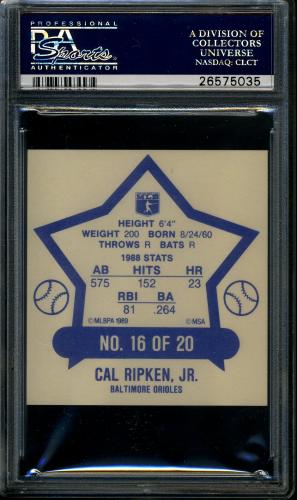 PROFESSIONAL
PSA
Sports
AUTHENTICATOR
A DIVISION OF
COLLECTORS
UNIVERSE
NASDAQ: CLCT
26575035
HEIGHT 6'4"
WEIGHT 200 BORN 8/24/60
THROWS R BATS R
1988 STATS
AB HITS HR
575 152 23
RBI BA
81 .264
©MLBPA 1989 ©MSA
NO. 16 OF 20
CAL RIPKEN, JR.
BALTIMORE ORIOLES